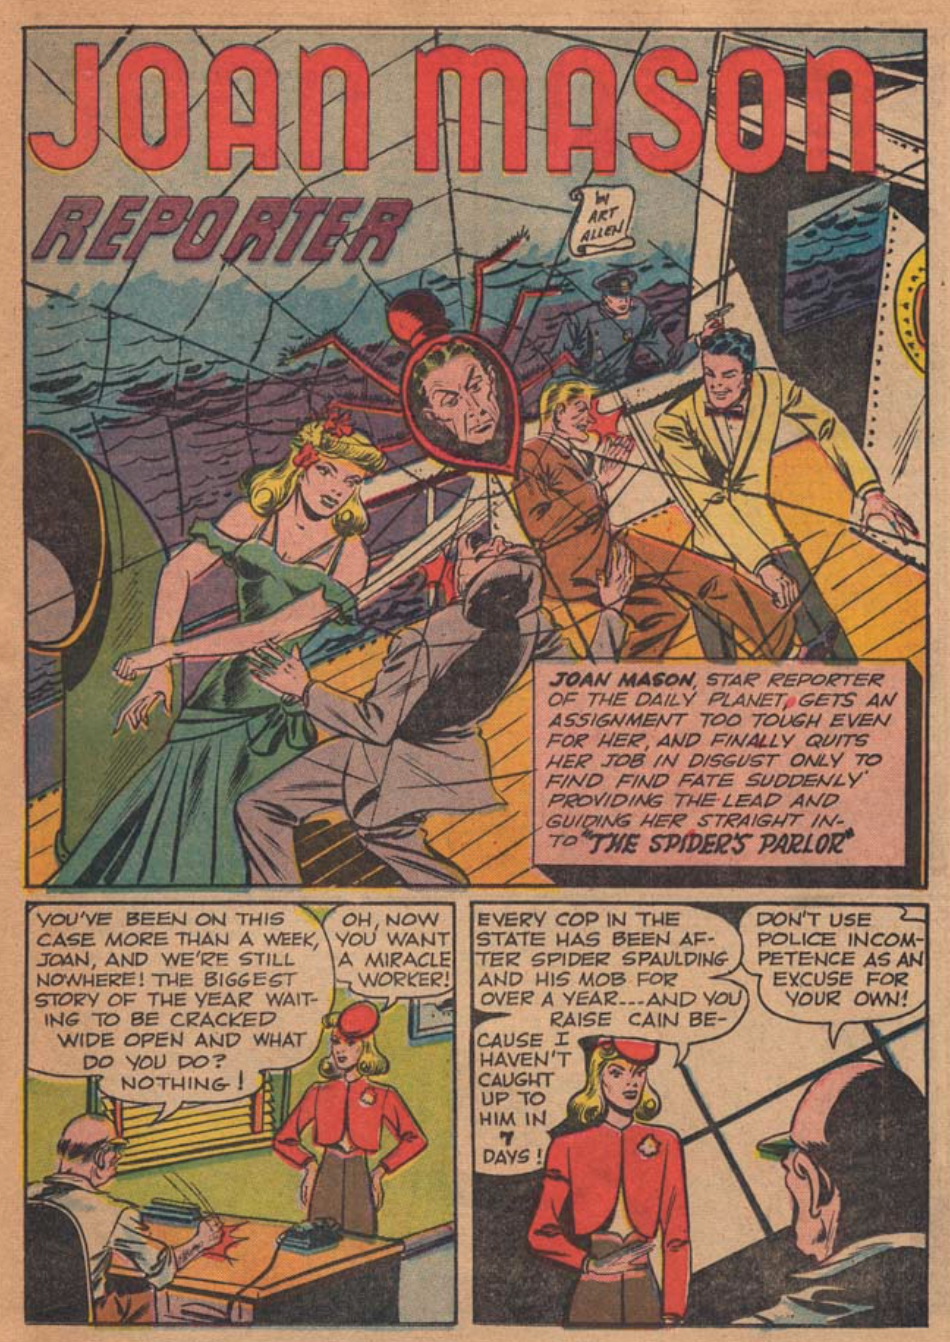 JOAN MASON
REPORTER
BY
ART
ALLEN
JOAN MASON, STAR REPORTER
OF THE DAILY PLANET, GETS AN
ASSIGNMENT TOO TOUGH EVEN
FOR HER, AND FINALLY QUITS
HER JOB IN DISGUST ONLY TO
FIND FIND FATE SUDDENLY
PROVIDING THE LEAD AND
GUIDING HER STRAIGHT IN-
TO "THE SPIDER'S PARLOR"
YOU'VE BEEN ON THIS
CASE MORE THAN A WEEK,
JOAN, AND WE'RE STILL
NOWHERE! THE BIGGEST
STORY OF THE YEAR WAIT-
ING TO BE CRACKED
WIDE OPEN AND WHAT
DO YOU DO?
NOTHING!
OH, NOW
YOU WANT
A MIRACLE
WORKER!
EVERY COP IN THE
STATE HAS BEEN AF-
TER SPIDER SPAULDING
AND HIS MOB FOR
OVER A YEAR...AND YOU
RAISE CAIN BE-
CAUSE I
HAVEN'T
CAUGHT
UP TO
HIM IN
7
DAYS!
DON'T USE
POLICE INCOM-
PETENCE AS AN
EXCUSE FOR
YOUR OWN!